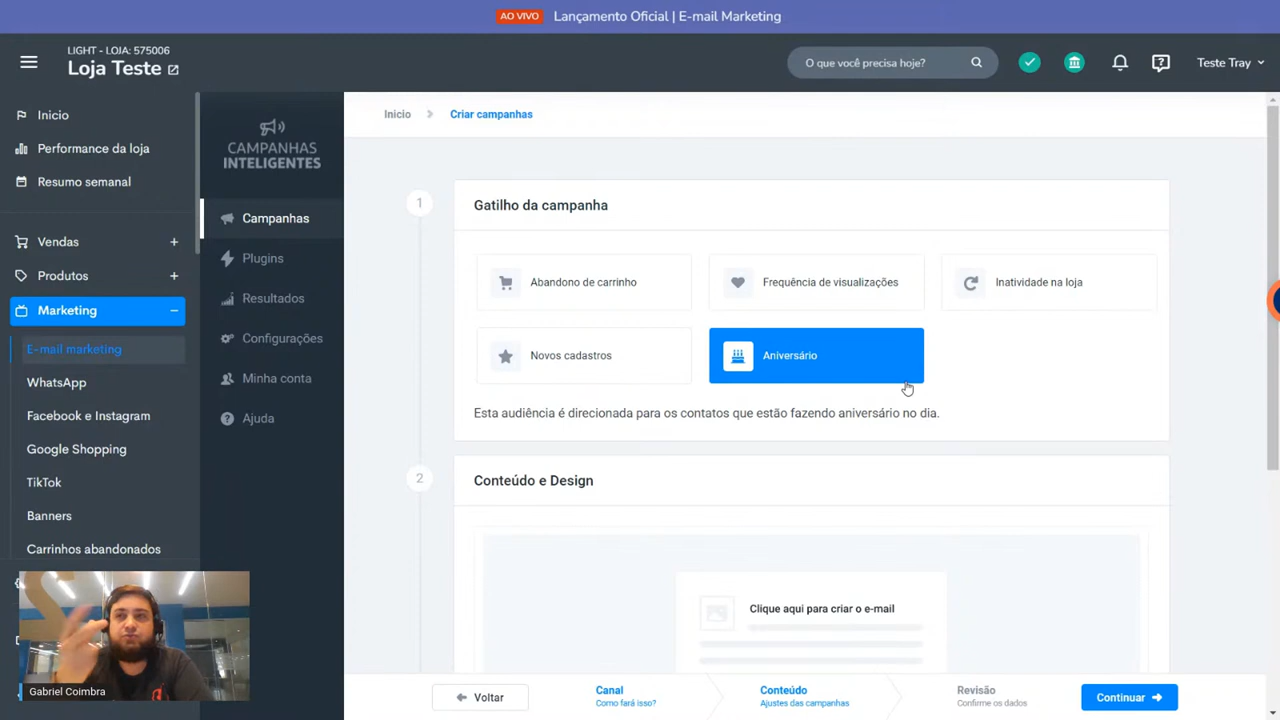 AO VIVO Lançamento Oficial | E-mail Marketing
LIGHT - LOJA: 575006
Loja Teste
O que você precisa hoje?
Teste Tray
Inicio
Performance da loja
Resumo semanal
Vendas +
Produtos +
Marketing −
E-mail marketing
WhatsApp
Facebook e Instagram
Google Shopping
TikTok
Banners
Carrinhos abandonados
Gabriel Coimbra
CAMPANHAS
INTELIGENTES
Campanhas
Plugins
Resultados
Configurações
Minha conta
Ajuda
Inicio Criar campanhas
1
Gatilho da campanha
Abandono de carrinho
Frequência de visualizações
Inatividade na loja
Novos cadastros
Aniversário
Esta audiência é direcionada para os contatos que estão fazendo aniversário no dia.
2
Conteúdo e Design
Clique aqui para criar o e-mail
Voltar
Canal
Como fará isso?
Conteúdo
Ajustes das campanhas
Revisão
Confirme os dados
Continuar